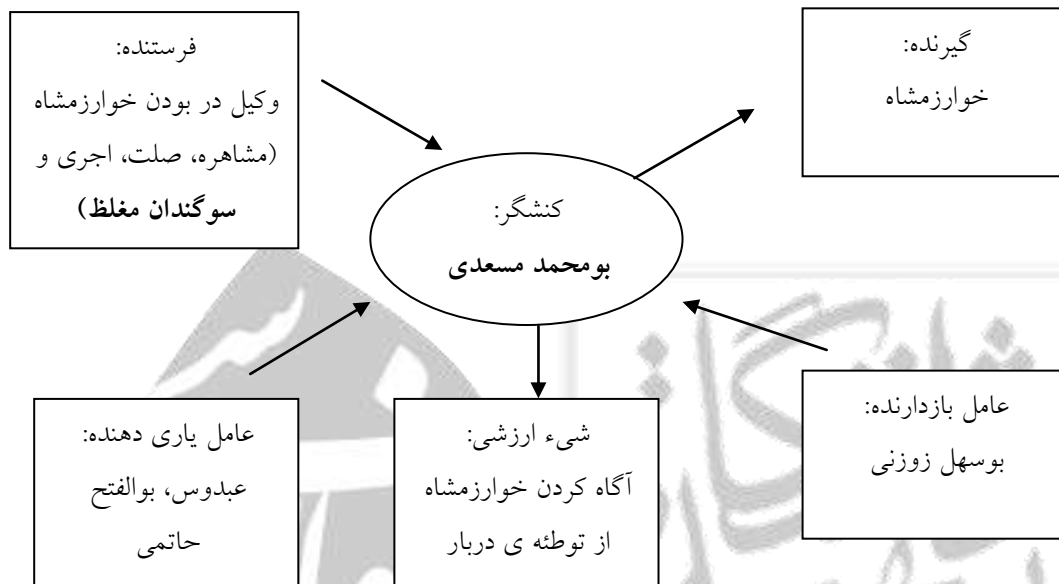 فرستنده:
وکیل در بودن خوارزمشاه
(مشاهره، صلت، اجری و
سوگندان مغلظ)
گیرنده:
خوارزمشاه
کنشگر:
بومحمد مسعدی
عامل بازدارنده:
بوسهل زوزنی
شیء ارزشی:
آگاه کردن خوارزمشاه
از توطئه ی دربار
عامل یاری دهنده:
عبدوس، بوالفتح
حاتمی